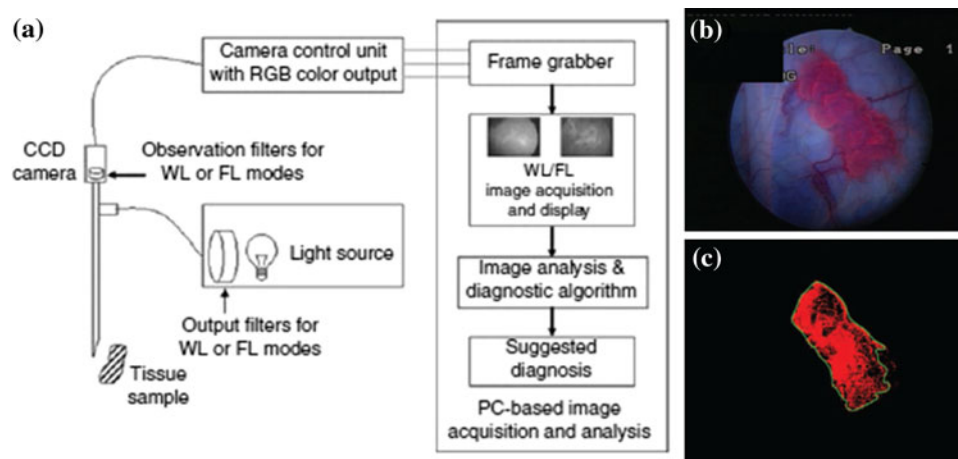 (a)
Camera control unit
with RGB color output
CCD
camera
Observation filters for
WL or FL modes
Light source
Output filters for
WL or FL modes
Tissue
sample
Frame grabber
WL/FL
image acquisition
and display
Image analysis &
diagnostic algorithm
Suggested
diagnosis
PC-based image
acquisition and analysis
(b)
Page 1
(c)